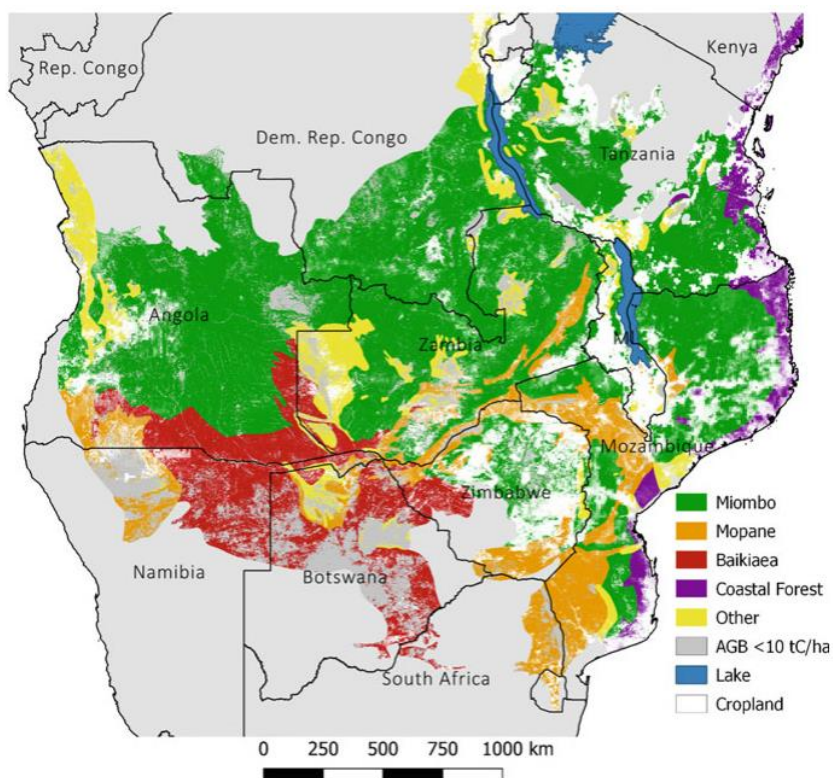 Kenya
Rep. Congo
Dem. Rep. Congo
Tanzania
Angola
Zambia
M
Mozambique
Zimbabwe
Namibia
Botswana
South Africa
Miombo
Mopane
Baikiaea
Coastal Forest
Other
AGB <10 tC/ha
Lake
Cropland
0 250 500 750 1000 km